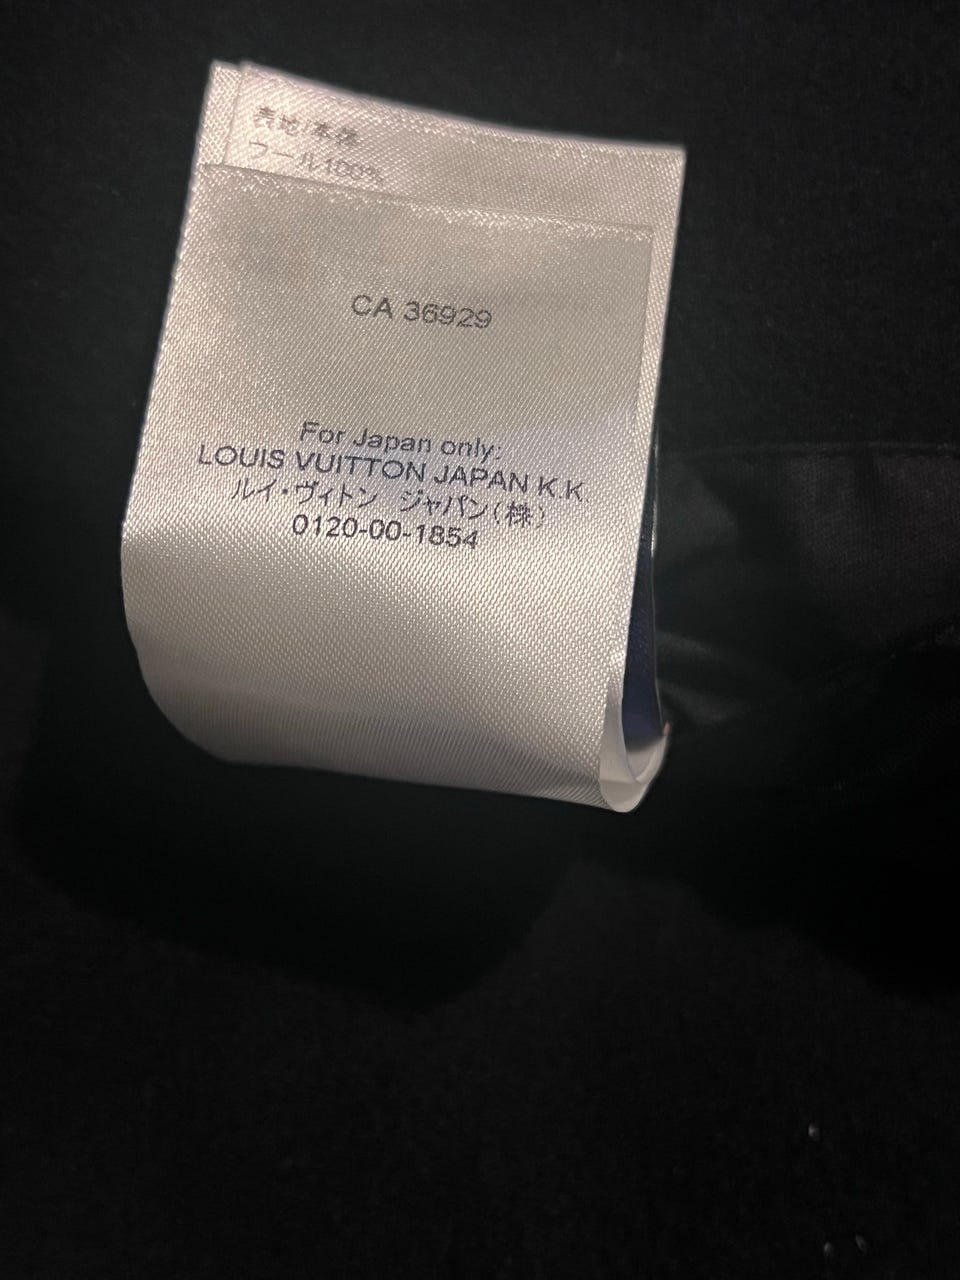 表地/本体
ウール100%
CA 36929
For Japan only:
LOUIS VUITTON JAPAN K.K.
ルイ・ヴィトン ジャパン(株)
0120-00-1854